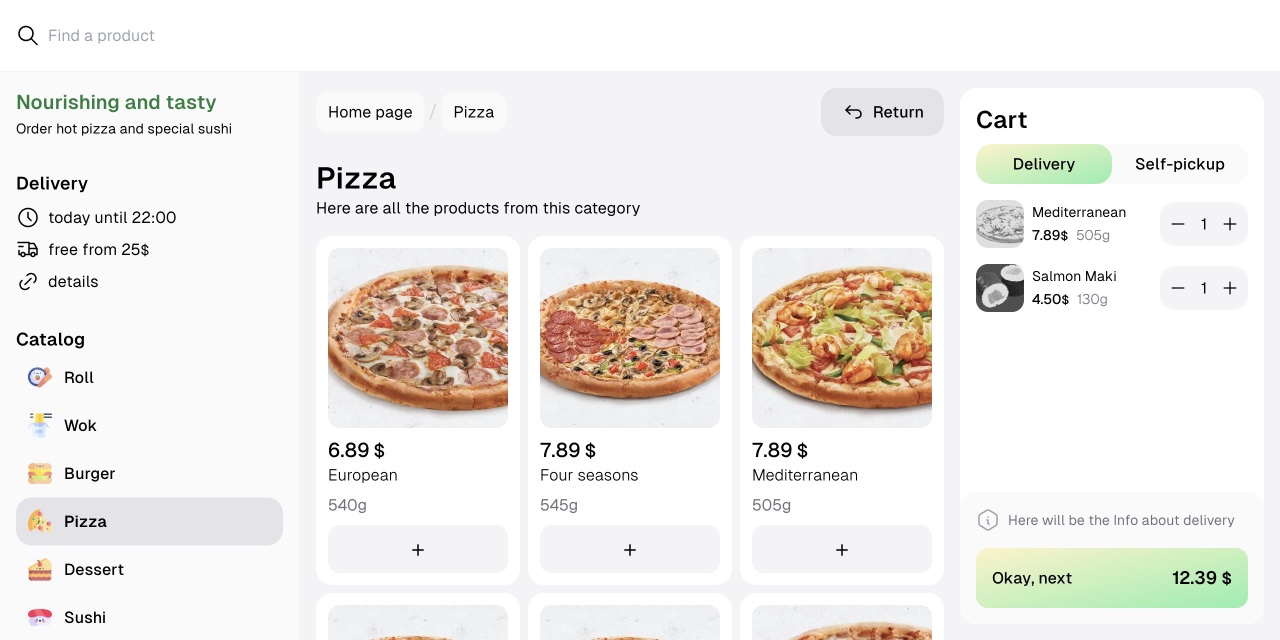 Find a product
Nourishing and tasty
Order hot pizza and special sushi
Delivery
today until 22:00
free from 25$
details
Catalog
Roll
Wok
Burger
Pizza
Dessert
Sushi
Home page / Pizza
Return
Pizza
Here are all the products from this category
6.89 $
European
540g
+
7.89 $
Four seasons
545g
+
7.89 $
Mediterranean
505g
+
Cart
Delivery Self-pickup
Mediterranean
7.89$ 505g
− 1 +
Salmon Maki
4.50$ 130g
− 1 +
Here will be the Info about delivery
Okay, next 12.39 $